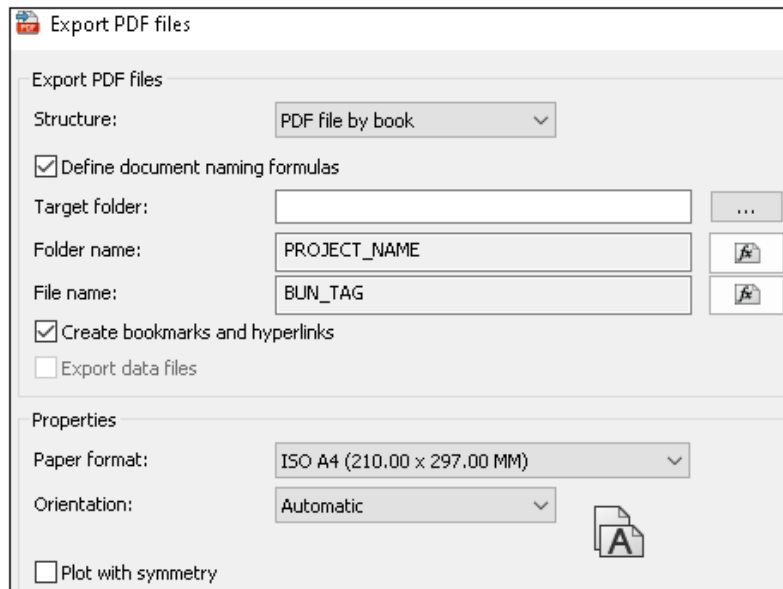 Export PDF files
Export PDF files
Structure: PDF file by book
Define document naming formulas
Target folder: ...
Folder name: PROJECT_NAME fx
File name: BUN_TAG fx
Create bookmarks and hyperlinks
Export data files
Properties
Paper format: ISO A4 (210.00 x 297.00 MM)
Orientation: Automatic
A
Plot with symmetry